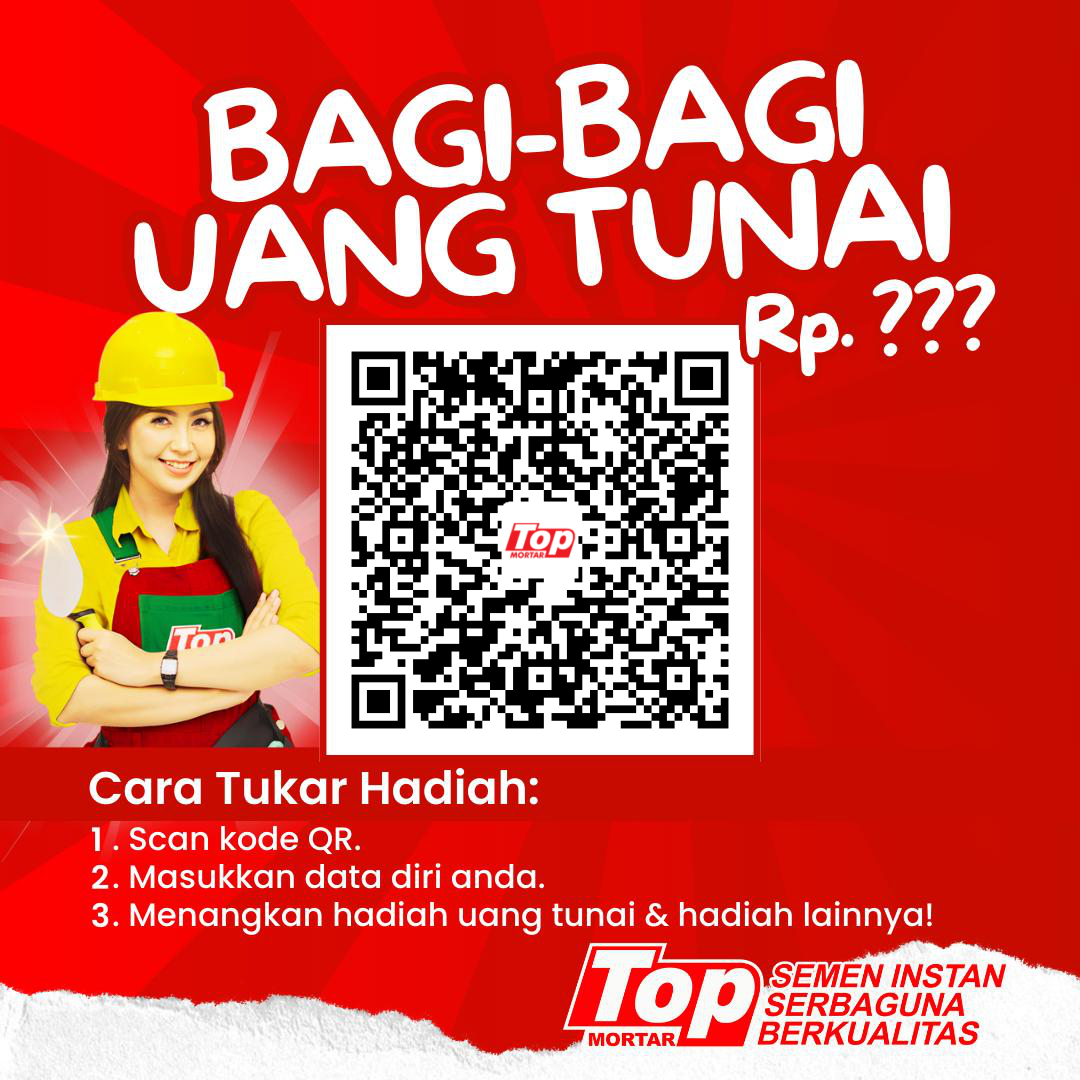 BAGI-BAGI
UANG TUNAI
Rp. ???
Top
MORTAR
Top
Cara Tukar Hadiah:
1. Scan kode QR.
2. Masukkan data diri anda.
3. Menangkan hadiah uang tunai & hadiah lainnya!
Top
MORTAR
SEMEN INSTAN
SERBAGUNA
BERKUALITAS